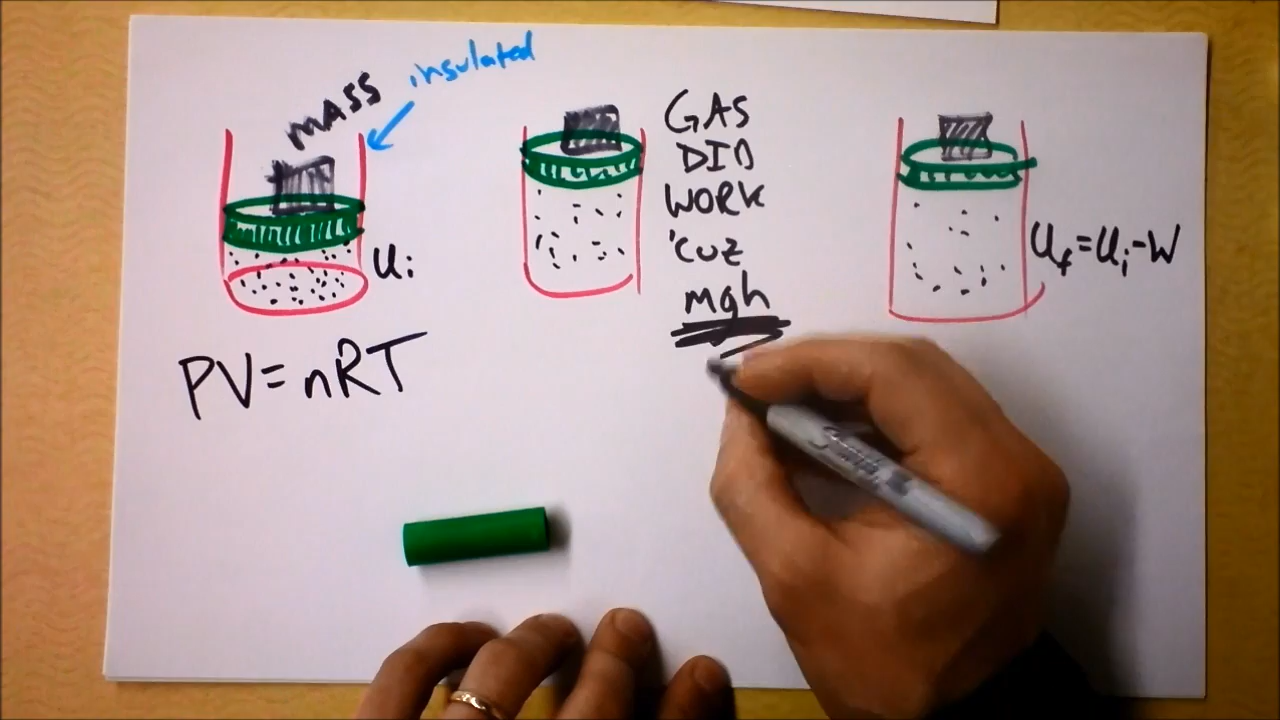 MASS
insulated
Ui
PV=nRT
GAS
DID
WORK
'cuz
mgh
Uf=Ui-W